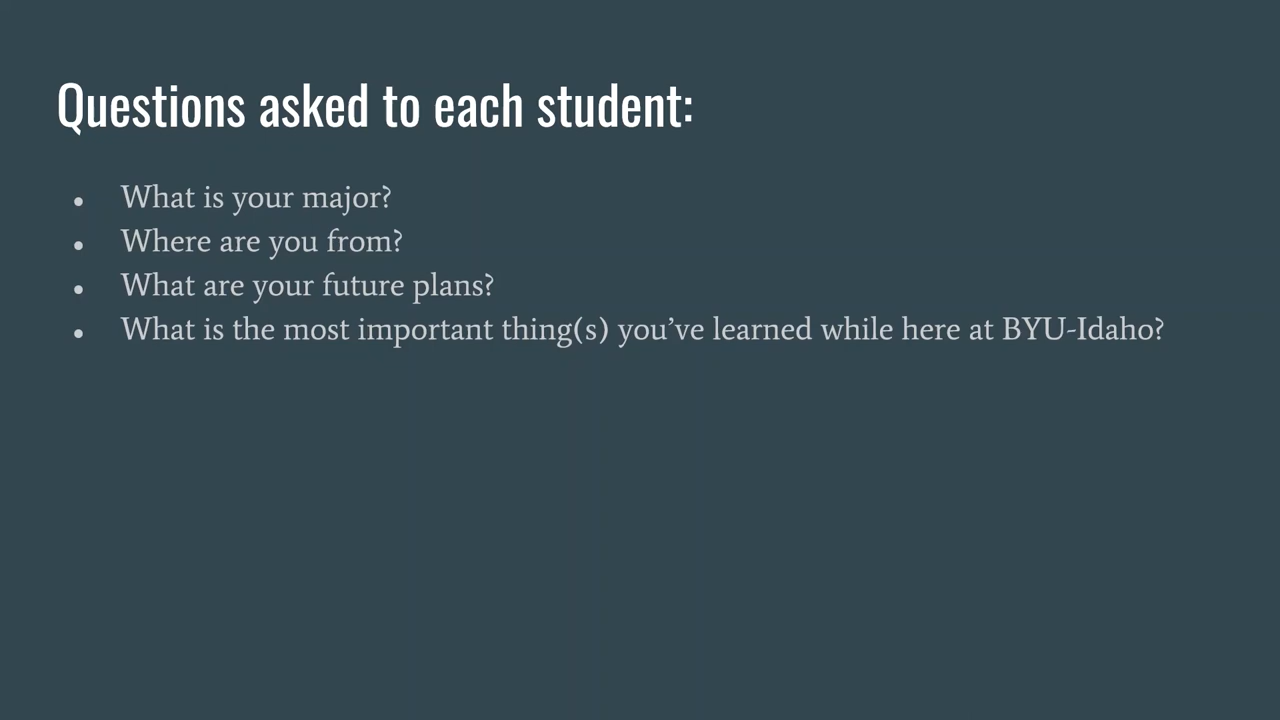 Questions asked to each student:
● What is your major?
● Where are you from?
● What are your future plans?
● What is the most important thing(s) you’ve learned while here at BYU-Idaho?